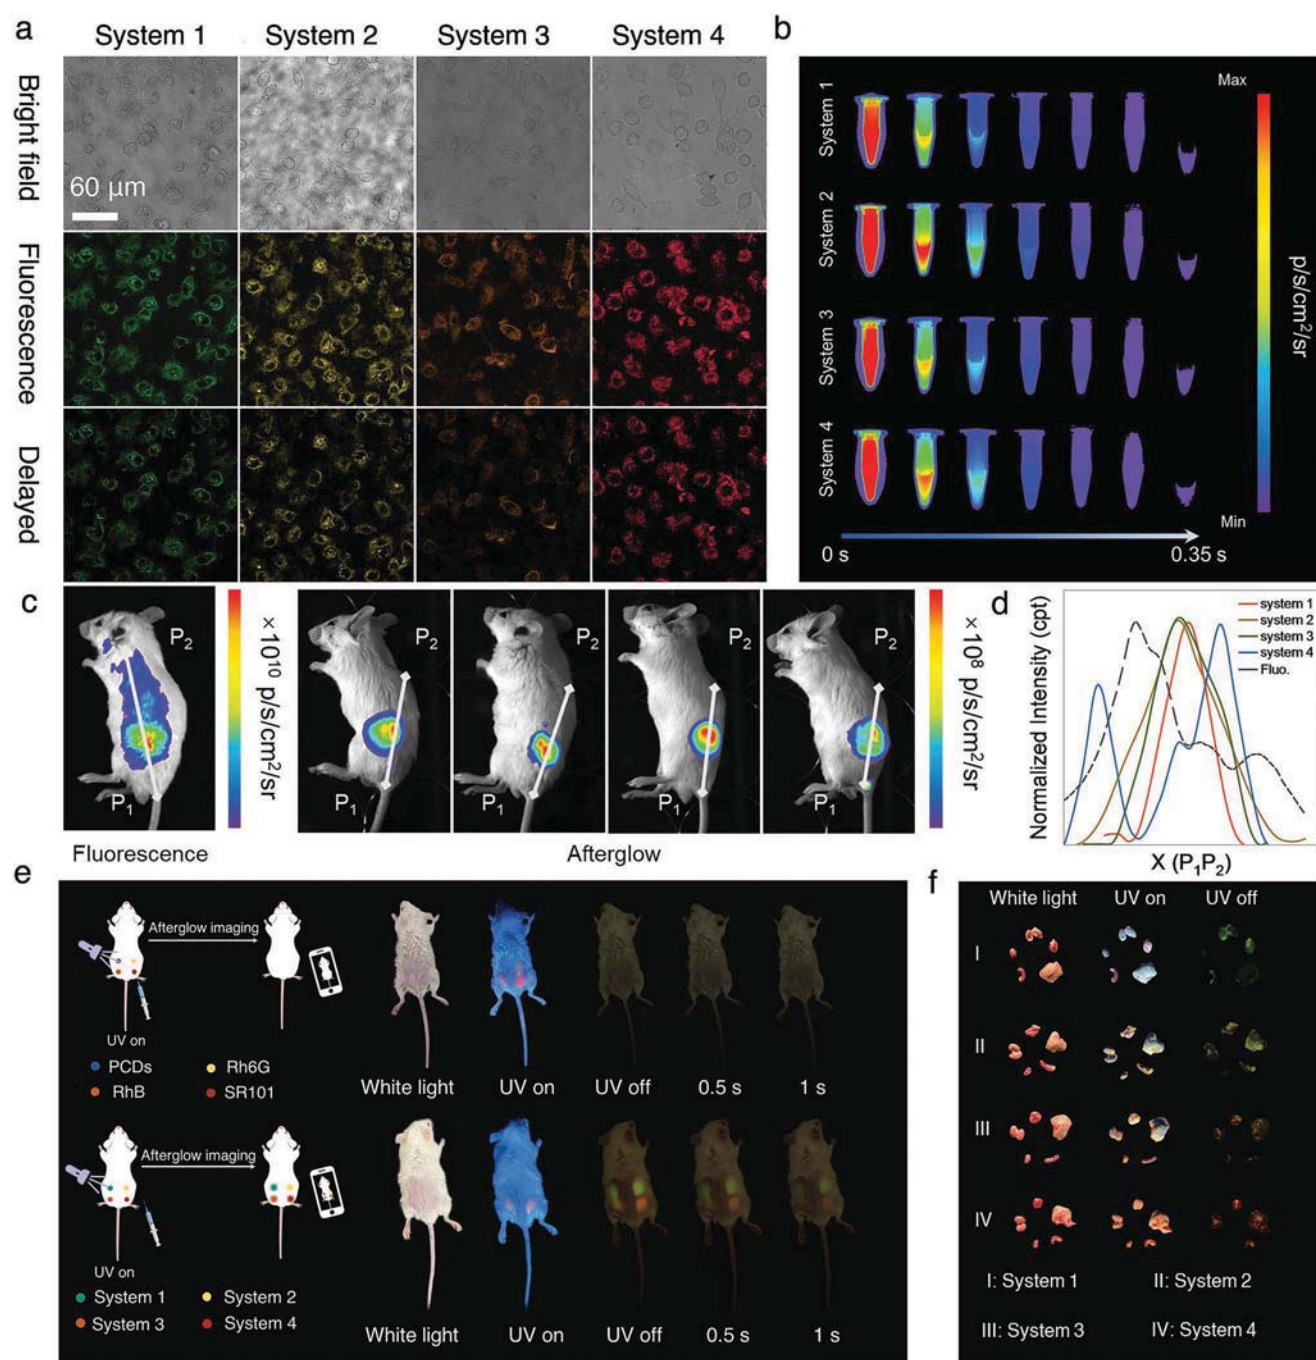 a
System 1 System 2 System 3 System 4
Bright field
60 μm
Fluorescence
Delayed
b
System 1
System 2
System 3
System 4
0 s 0.35 s
Max
Min
p/s/cm²/sr
c
P₂
P₁
×10¹⁰ p/s/cm²/sr
P₂
P₁
P₂
P₁
P₂
P₁
P₂
P₁
×10⁸ p/s/cm²/sr
Fluorescence Afterglow
d
Normalized Intensity (cpt)
system 1
system 2
system 3
system 4
Fluo.
X (P₁P₂)
e
Afterglow imaging
UV on
PCDs Rh6G
RhB SR101
White light UV on UV off 0.5 s 1 s
Afterglow imaging
UV on
System 1 System 2
System 3 System 4
White light UV on UV off 0.5 s 1 s
f
White light UV on UV off
I
II
III
IV
I: System 1 II: System 2
III: System 3 IV: System 4